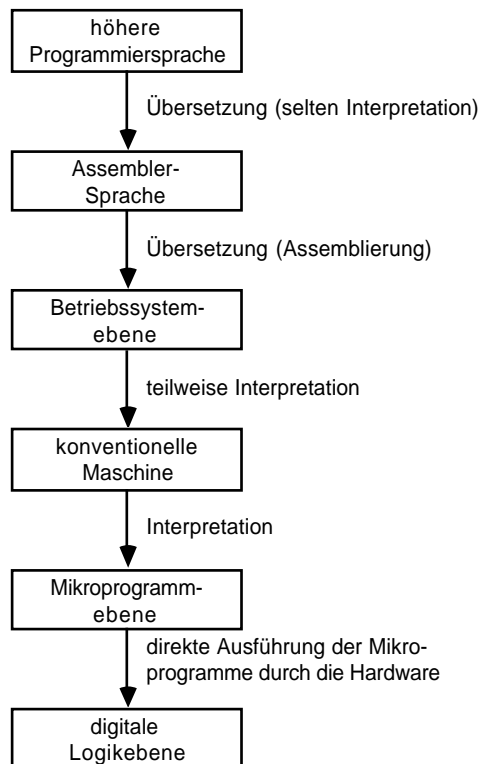 höhere
Programmiersprache
Übersetzung (selten Interpretation)
Assembler-
Sprache
Übersetzung (Assemblierung)
Betriebssystem-
ebene
teilweise Interpretation
konventionelle
Maschine
Interpretation
Mikroprogramm-
ebene
direkte Ausführung der Mikro-
programme durch die Hardware
digitale
Logikebene